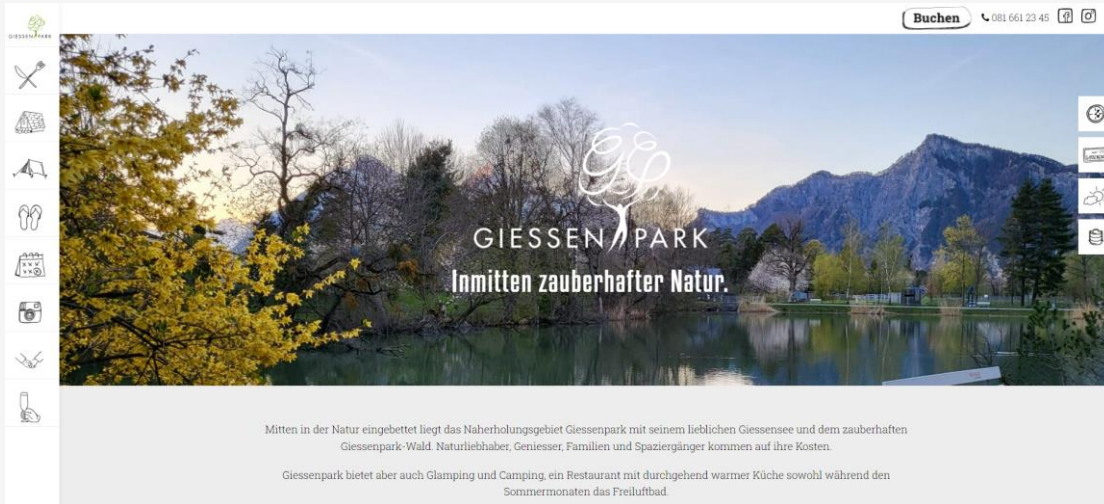 GIESSEN PARK
Buchen
081 661 23 45
GIESSEN PARK
Inmitten zauberhafter Natur.
Mitten in der Natur eingebettet liegt das Naherholungsgebiet Giessenpark mit seinem lieblichen Giessensee und dem zauberhaften
Giessenpark-Wald. Naturliebhaber, Geniesser, Familien und Spaziergänger kommen auf ihre Kosten.
Giessenpark bietet aber auch Glamping und Camping, ein Restaurant mit durchgehend warmer Küche sowohl während den
Sommermonaten das Freiluftbad.